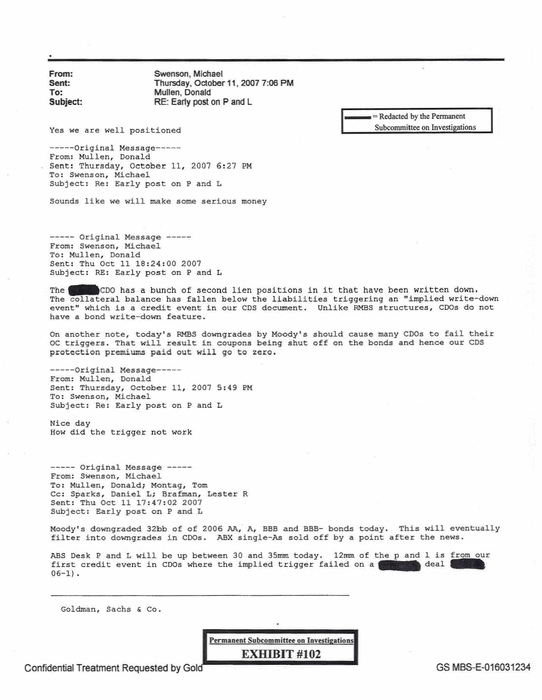 From: Swenson, Michael
Sent: Thursday, October 11, 2007 7:06 PM
To: Mullen, Donald
Subject: RE: Early post on P and L
= Redacted by the Permanent
Subcommittee on Investigations
Yes we are well positioned
-----Original Message-----
From: Mullen, Donald
Sent: Thursday, October 11, 2007 6:27 PM
To: Swenson, Michael
Subject: Re: Early post on P and L
Sounds like we will make some serious money
----- Original Message -----
From: Swenson, Michael
To: Mullen, Donald
Sent: Thu Oct 11 18:24:00 2007
Subject: RE: Early post on P and L
The CDO has a bunch of second lien positions in it that have been written down.
The collateral balance has fallen below the liabilities triggering an "implied write-down
event" which is a credit event in our CDS document. Unlike RMBS structures, CDOs do not
have a bond write-down feature.
On another note, today's RMBS downgrades by Moody's should cause many CDOs to fail their
OC triggers. That will result in coupons being shut off on the bonds and hence our CDS
protection premiums paid out will go to zero.
-----Original Message-----
From: Mullen, Donald
Sent: Thursday, October 11, 2007 5:49 PM
To: Swenson, Michael
Subject: Re: Early post on P and L
Nice day
How did the trigger not work
----- Original Message -----
From: Swenson, Michael
To: Mullen, Donald; Montag, Tom
Cc: Sparks, Daniel L; Brafman, Lester R
Sent: Thu Oct 11 17:47:02 2007
Subject: Early post on P and L
Moody's downgraded 32bb of of 2006 AA, A, BBB and BBB- bonds today. This will eventually
filter into downgrades in CDOs. ABX single-As sold off by a point after the news.
ABS Desk P and L will be up between 30 and 35mm today. 12mm of the p and l is from our
first credit event in CDOs where the implied trigger failed on a deal
06-1).
Goldman, Sachs & Co.
Permanent Subcommittee on Investigations
EXHIBIT #102
Confidential Treatment Requested by Gold
GS MBS-E-016031234